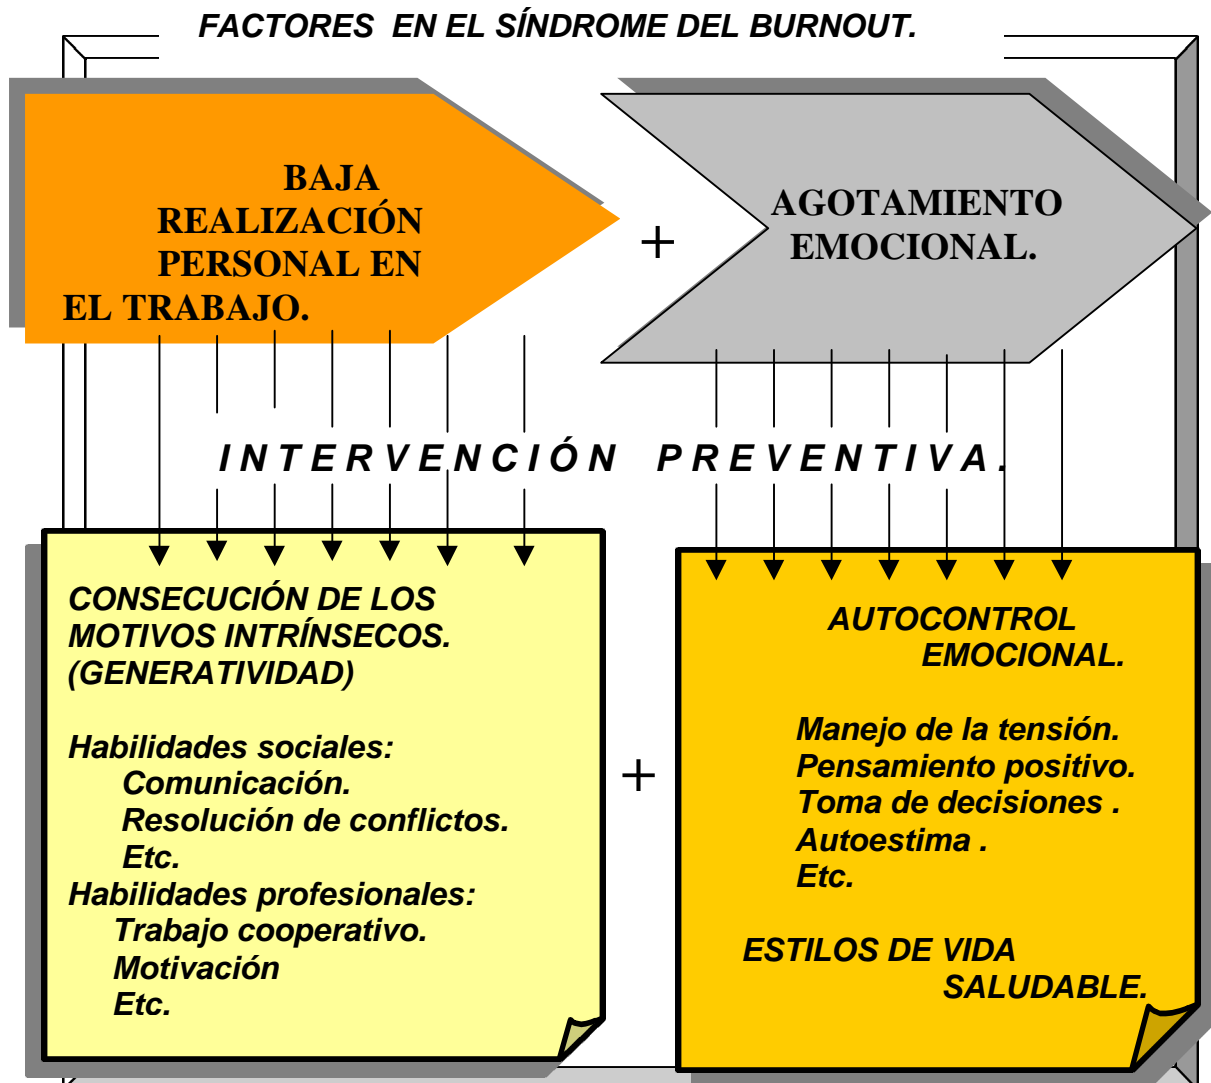 FACTORES EN EL SÍNDROME DEL BURNOUT.
BAJA
REALIZACIÓN
PERSONAL EN
EL TRABAJO.
+
AGOTAMIENTO
EMOCIONAL.
INTERVENCIÓN PREVENTIVA.
CONSECUCIÓN DE LOS
MOTIVOS INTRÍNSECOS.
(GENERATIVIDAD)
Habilidades sociales:
Comunicación.
Resolución de conflictos.
Etc.
Habilidades profesionales:
Trabajo cooperativo.
Motivación
Etc.
+
AUTOCONTROL
EMOCIONAL.
Manejo de la tensión.
Pensamiento positivo.
Toma de decisiones .
Autoestima .
Etc.
ESTILOS DE VIDA
SALUDABLE.